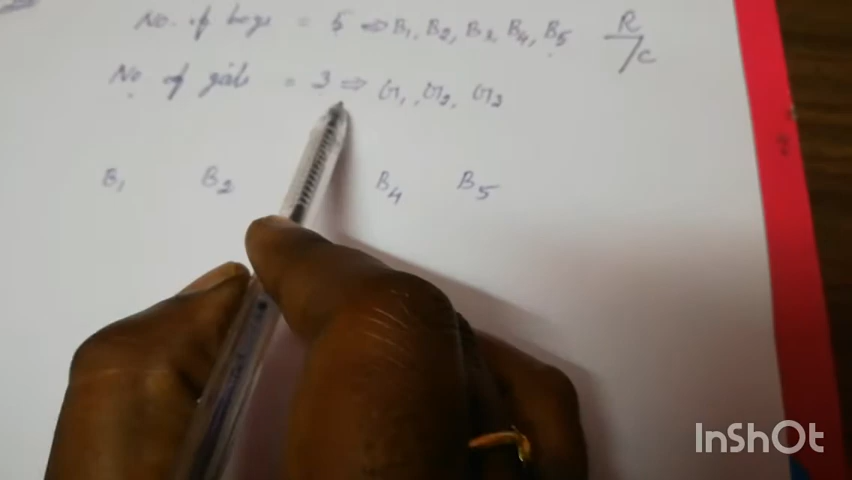 No. of boys = 5 ⇒ B1, B2, B3, B4, B5
R/c
No. of girls = 3 ⇒ G1, G2, G3
B1 B2 B4 B5
InShOt